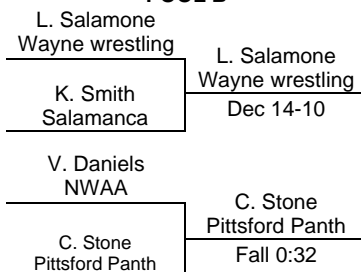 L. Salamone
Wayne wrestling
L. Salamone
Wayne wrestling
K. Smith
Salamanca
Dec 14-10
V. Daniels
NWAA
C. Stone
Pittsford Panth
C. Stone
Pittsford Panth
Fall 0:32